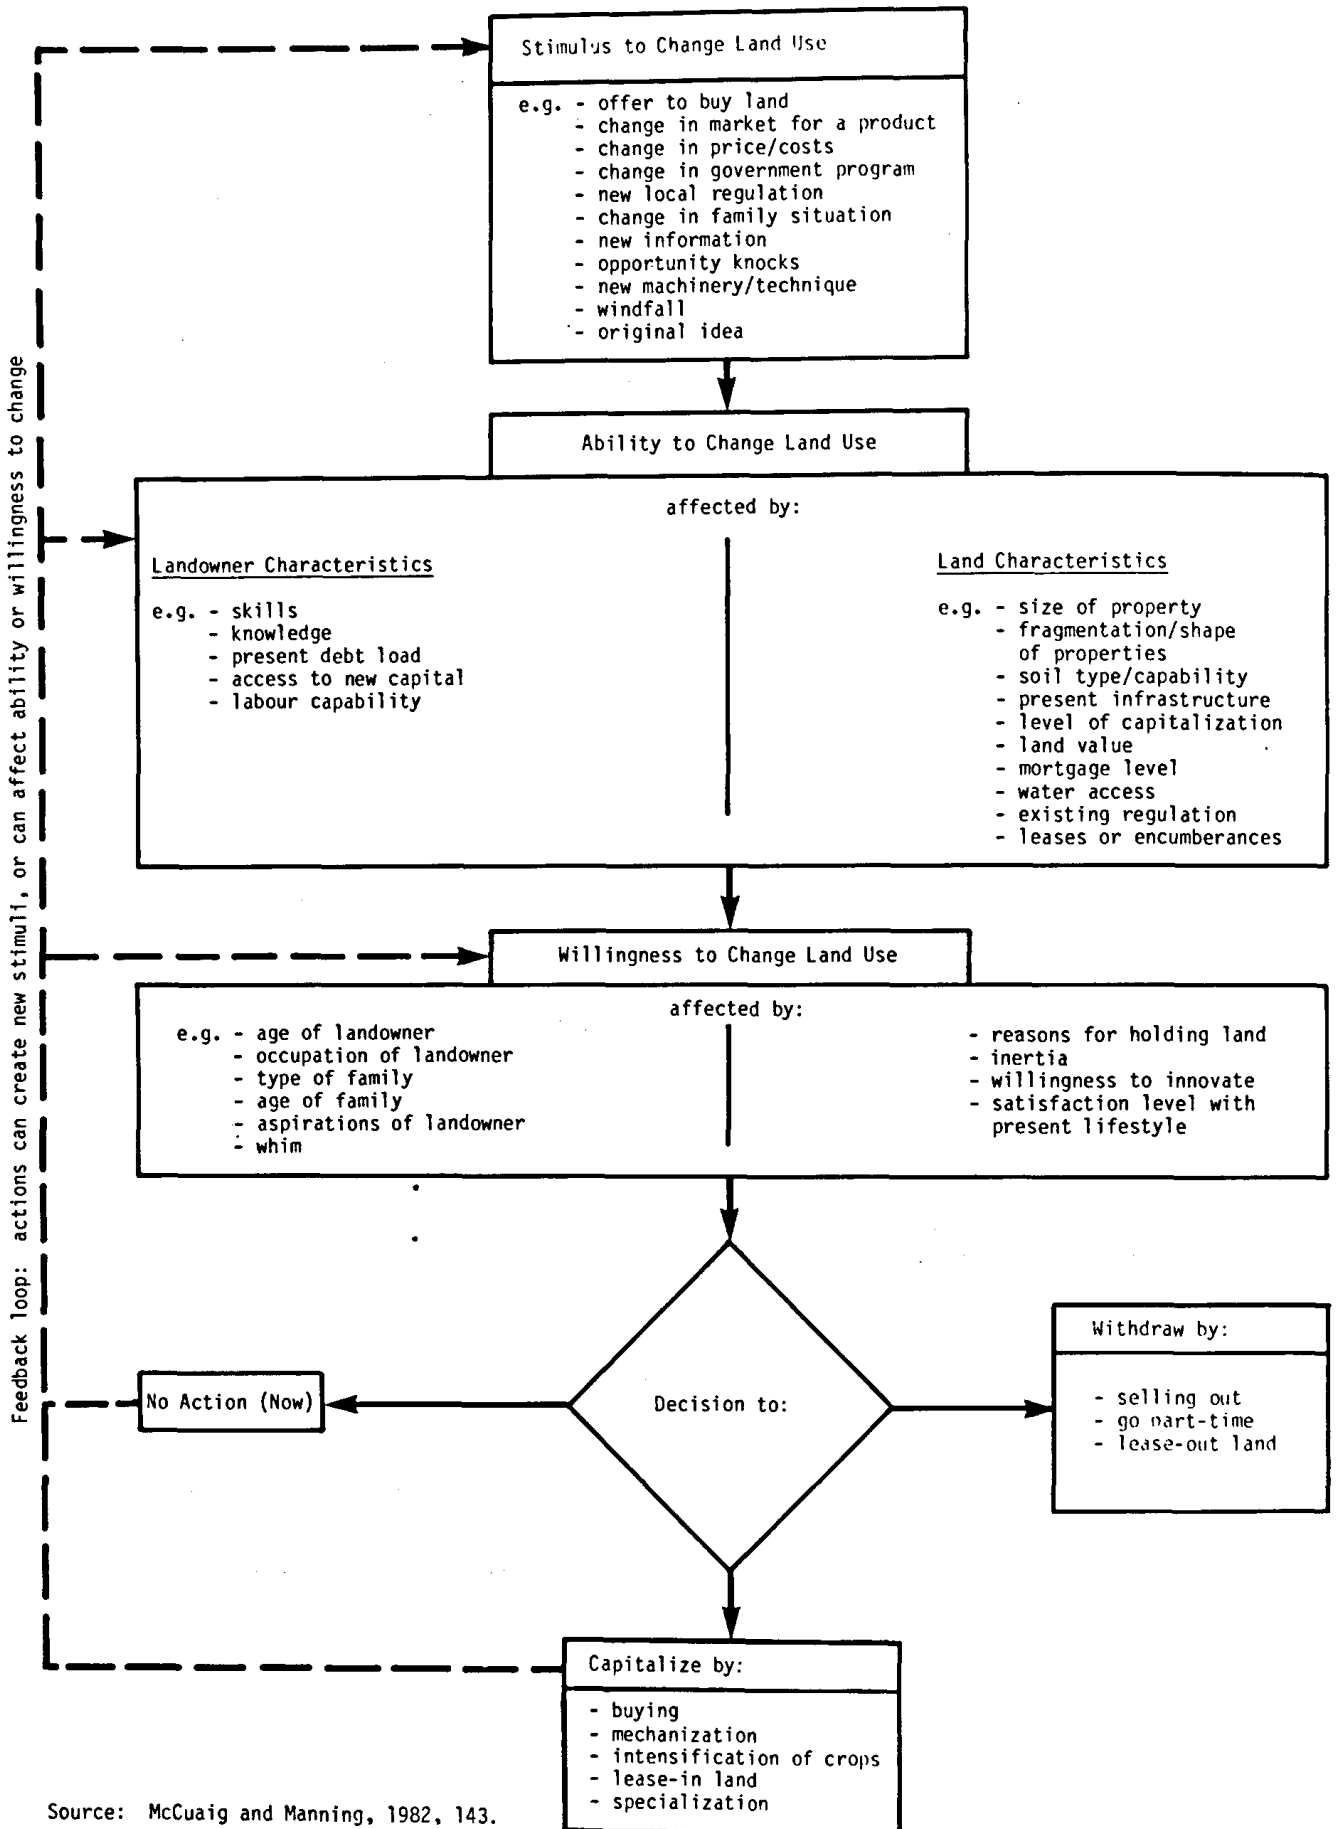 Stimulus to Change Land Use
e.g. - offer to buy land
- change in market for a product
- change in price/costs
- change in government program
- new local regulation
- change in family situation
- new information
- opportunity knocks
- new machinery/technique
- windfall
- original idea
Ability to Change Land Use
affected by:
Landowner Characteristics
e.g. - skills
- knowledge
- present debt load
- access to new capital
- labour capability
Land Characteristics
e.g. - size of property
- fragmentation/shape
of properties
- soil type/capability
- present infrastructure
- level of capitalization
- land value
- mortgage level
- water access
- existing regulation
- leases or encumberances
Willingness to Change Land Use
affected by:
e.g. - age of landowner
- occupation of landowner
- type of family
- age of family
- aspirations of landowner
- whim
- reasons for holding land
- inertia
- willingness to innovate
- satisfaction level with
present lifestyle
Decision to:
No Action (Now)
Withdraw by:
- selling out
- go part-time
- lease-out land
Capitalize by:
- buying
- mechanization
- intensification of crops
- lease-in land
- specialization
Feedback loop: actions can create new stimuli, or can affect ability or willingness to change
Source: McCuaig and Manning, 1982, 143.